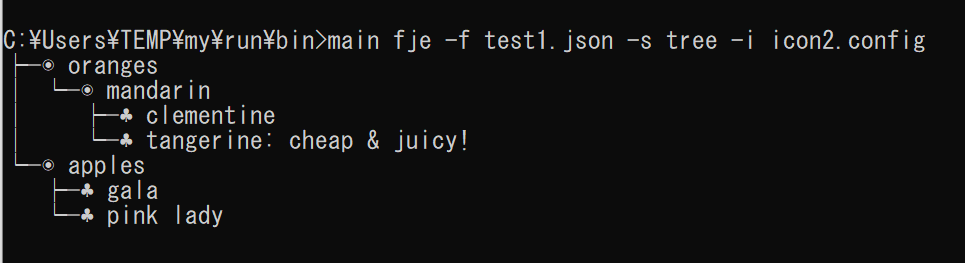 C:¥Users¥TEMP¥my¥run¥bin>main fje -f test1.json -s tree -i icon2.config
├─◉ oranges
│  └─◉ mandarin
│     ├─♣ clementine
│     └─♣ tangerine: cheap & juicy!
└─◉ apples
   ├─♣ gala
   └─♣ pink lady